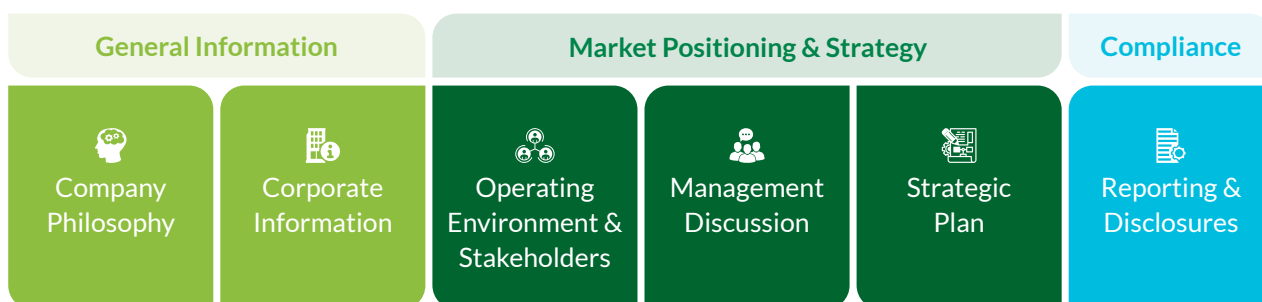 General Information
Market Positioning & Strategy
Compliance
Company
Philosophy
Corporate
Information
Operating
Environment &
Stakeholders
Management
Discussion
Strategic
Plan
Reporting &
Disclosures